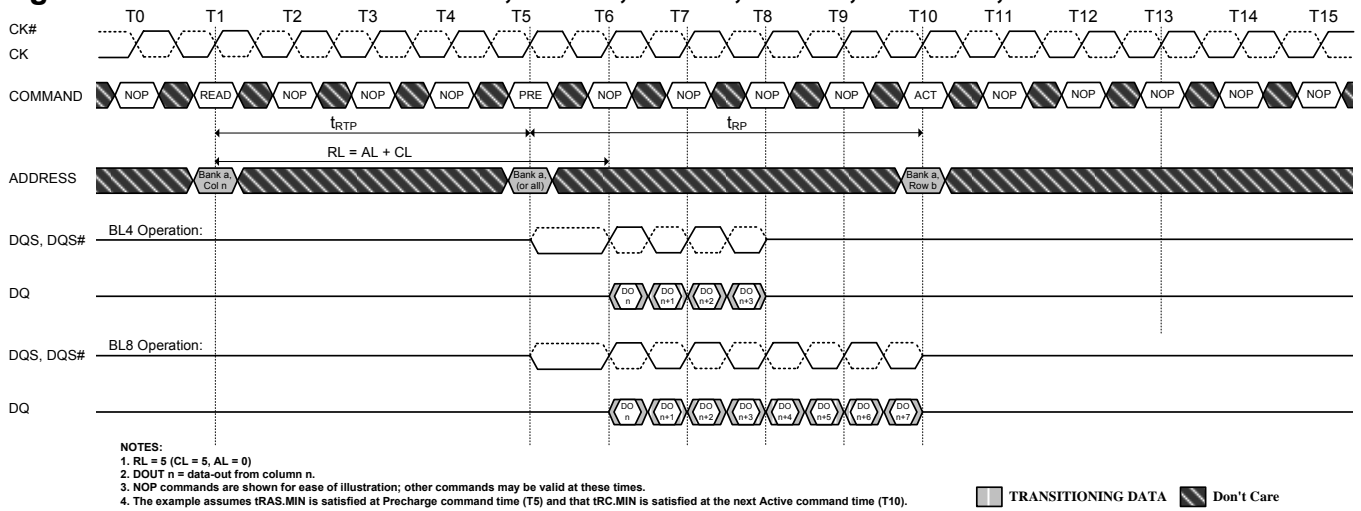 T0 T1 T2 T3 T4 T5 T6 T7 T8 T9 T10 T11 T12 T13 T14 T15
CK#
CK
COMMAND NOP READ NOP NOP NOP PRE NOP NOP NOP NOP ACT NOP NOP NOP NOP NOP
tRTP tRP
RL = AL + CL
ADDRESS
Bank a, Bank a, Bank a,
Col n (or all) Row b
BL4 Operation:
DQS, DQS#
DQ
DO DO DO DO
n n+1 n+2 n+3
BL8 Operation:
DQS, DQS#
DQ
DO DO DO DO DO DO DO DO
n n+1 n+2 n+3 n+4 n+5 n+6 n+7
NOTES:
1. RL = 5 (CL = 5, AL = 0)
2. DOUT n = data-out from column n.
3. NOP commands are shown for ease of illustration; other commands may be valid at these times.
4. The example assumes tRAS.MIN is satisfied at Precharge command time (T5) and that tRC.MIN is satisfied at the next Active command time (T10).
TRANSITIONING DATA Don't Care